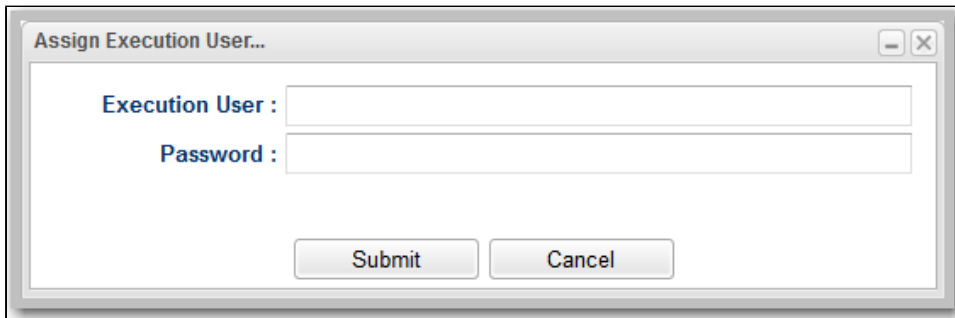 Assign Execution User...
Execution User :
Password :
Submit Cancel